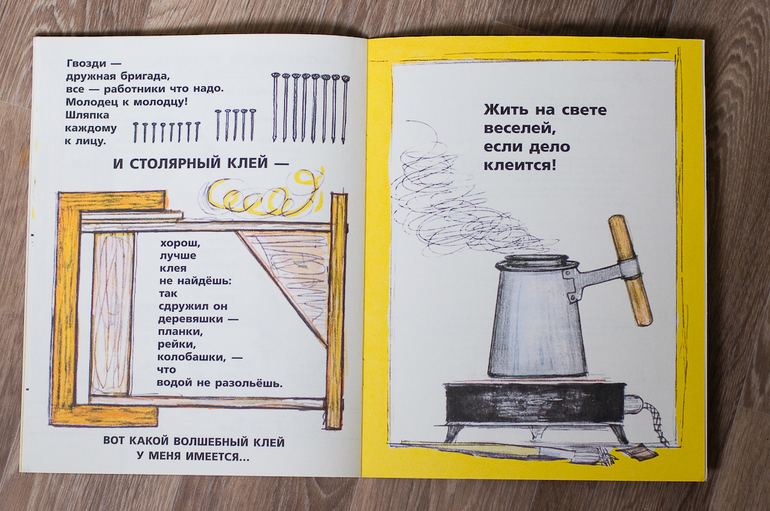 Гвозди —
дружная бригада,
все — работники что надо.
Молодец к молодцу!
Шляпка
каждому
к лицу.
И СТОЛЯРНЫЙ КЛЕЙ —
хорош,
лучше
клея
не найдёшь:
так
сдружил он
деревяшки —
планки,
рейки,
колобашки, —
что
водой не разольёшь.
ВОТ КАКОЙ ВОЛШЕБНЫЙ КЛЕЙ
У МЕНЯ ИМЕЕТСЯ...
Жить на свете
веселей,
если дело
клеится!